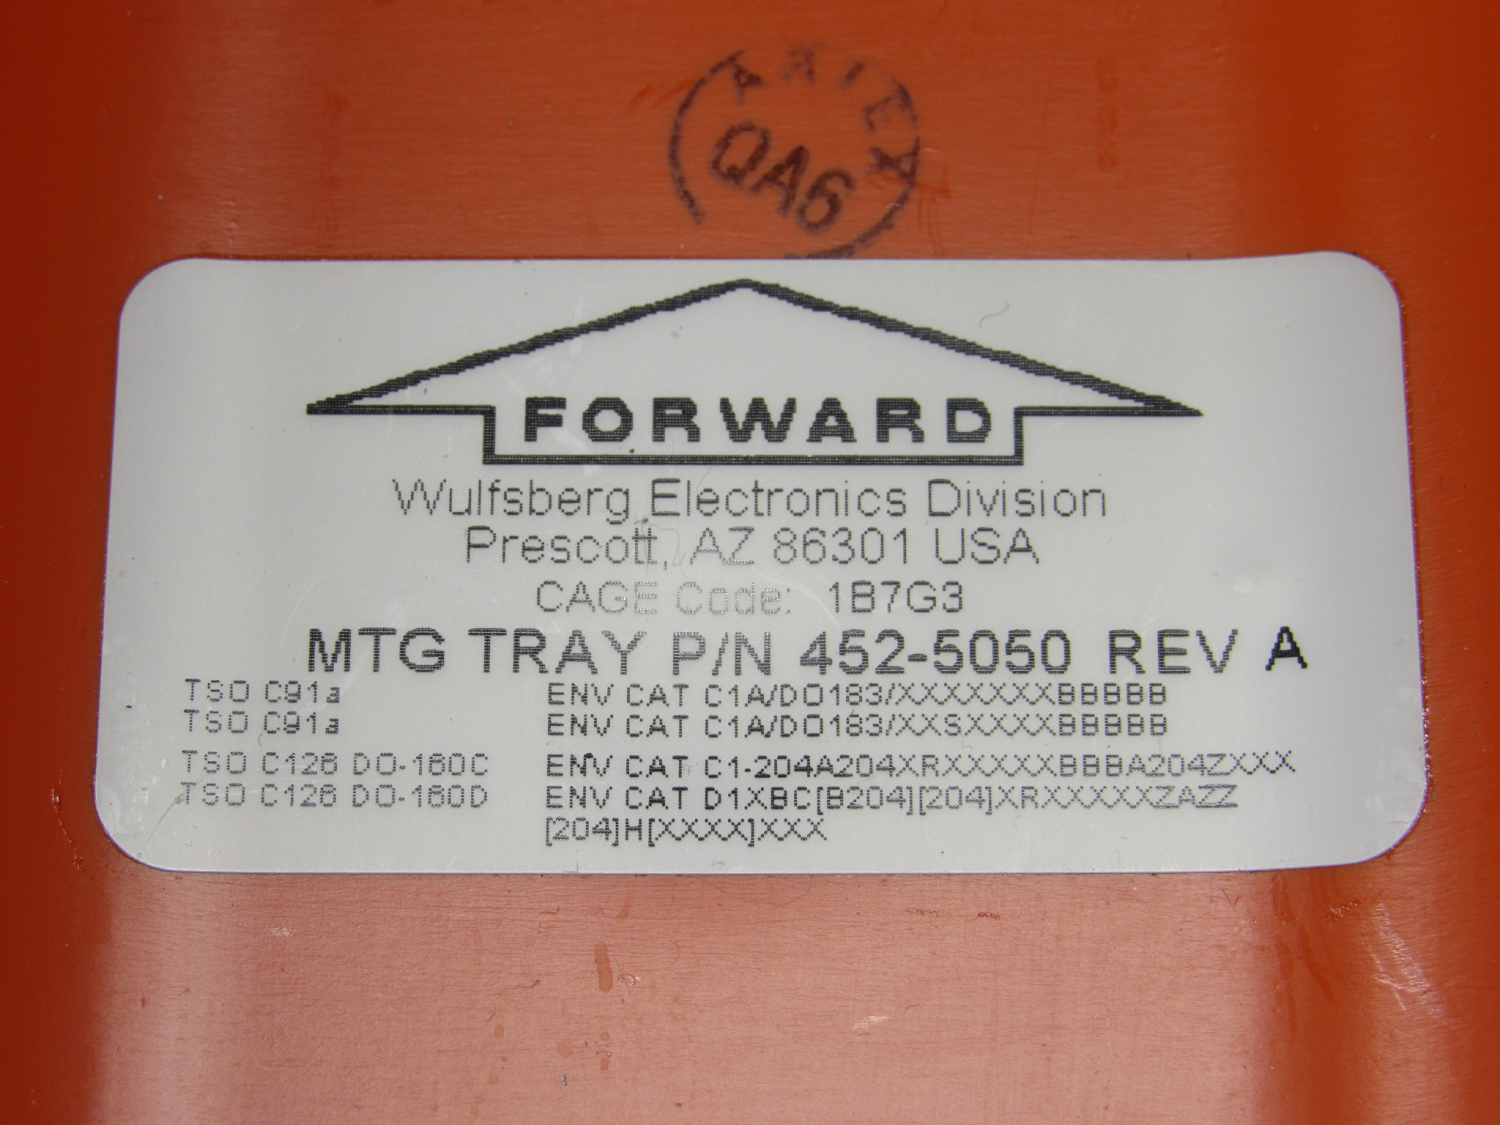 ARTEX
QA6
FORWARD
Wulfsberg Electronics Division
Prescott, AZ 86301 USA
CAGE Code: 1B7G3
MTG TRAY P/N 452-5050 REV A
TSO C91a ENV CAT C1A/DO183/XXXXXXXBBBBB
TSO C91a ENV CAT C1A/DO183/XXSXXXXBBBBB
TSO C126 DO-160C ENV CAT C1-204A204XRXXXXXBBBA204ZXXX
TSO C126 DO-160D ENV CAT D1XBC[B204][204]XRXXXXXZAZZ
[204]H[XXXX]XXX